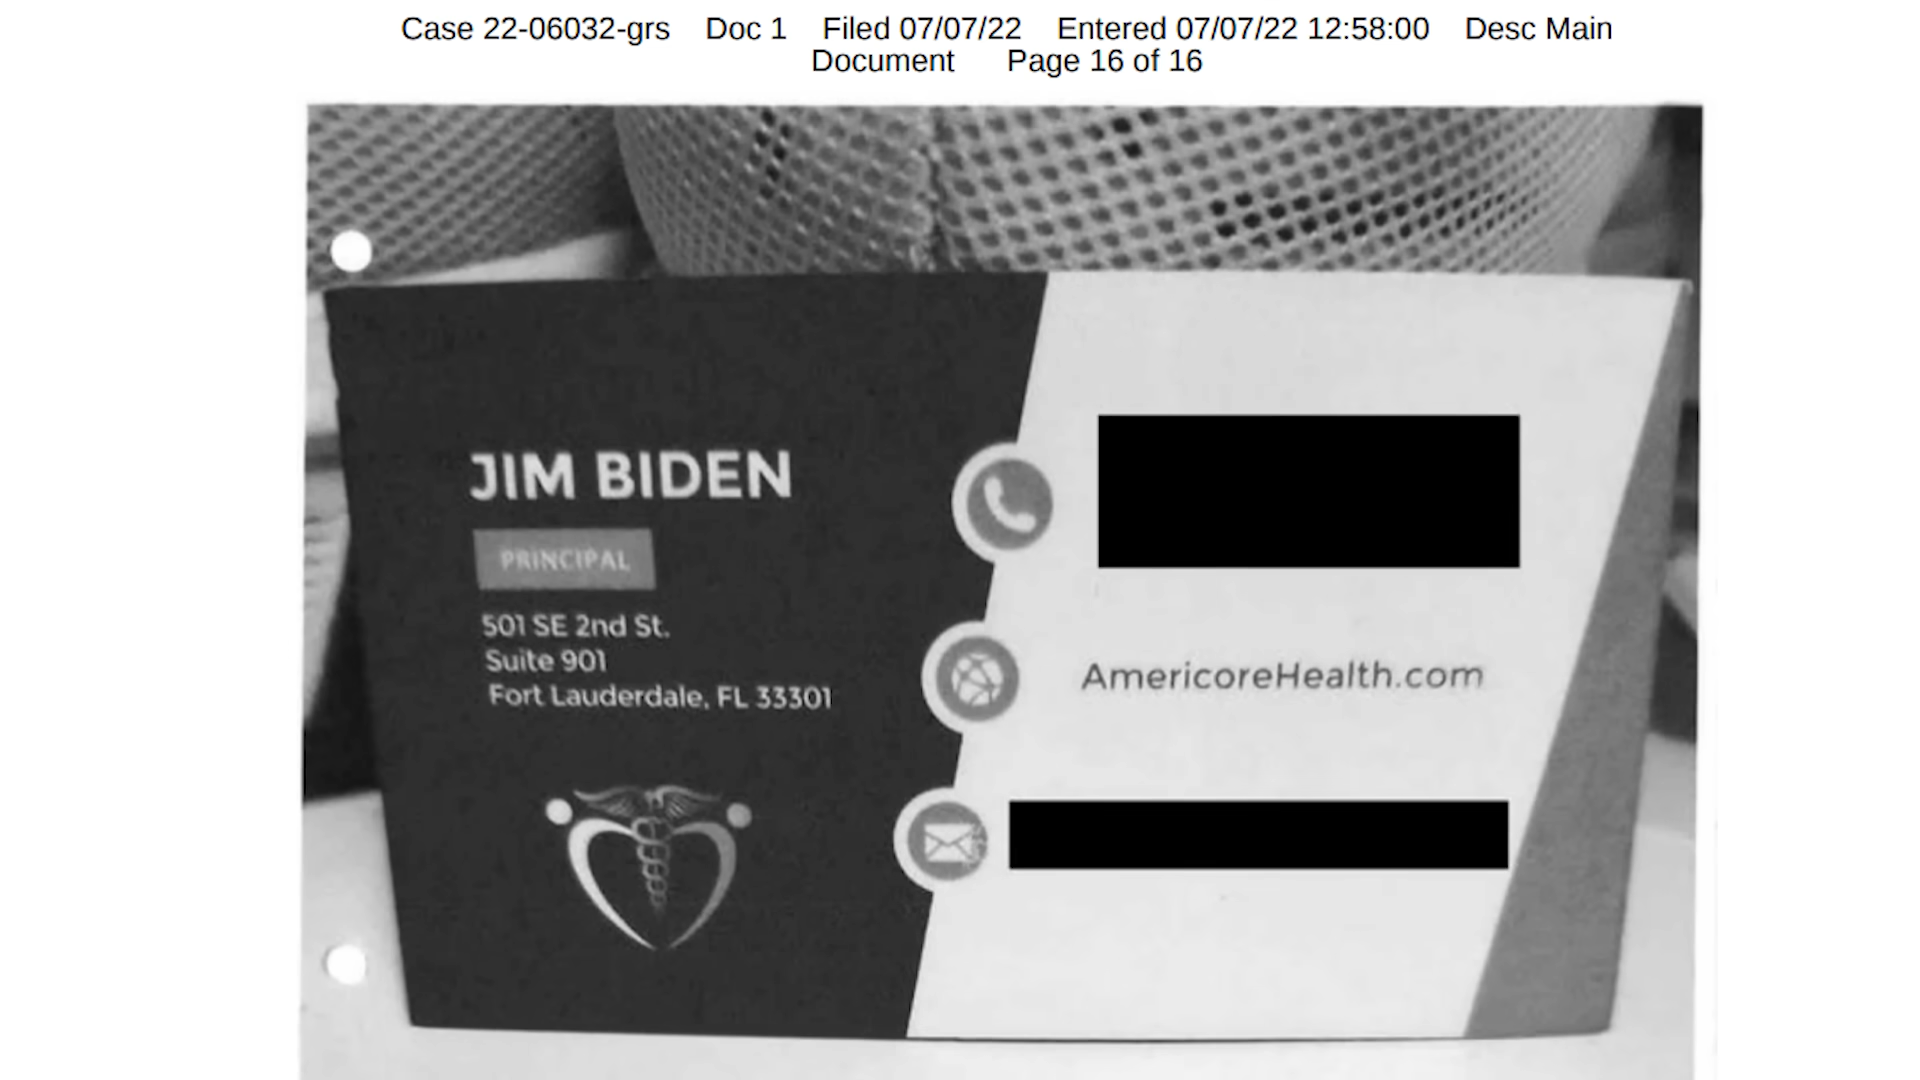 Case 22-06032-grs Doc 1 Filed 07/07/22 Entered 07/07/22 12:58:00 Desc Main
Document Page 16 of 16
JIM BIDEN
PRINCIPAL
501 SE 2nd St.
Suite 901
Fort Lauderdale, FL 33301
AmericoreHealth.com